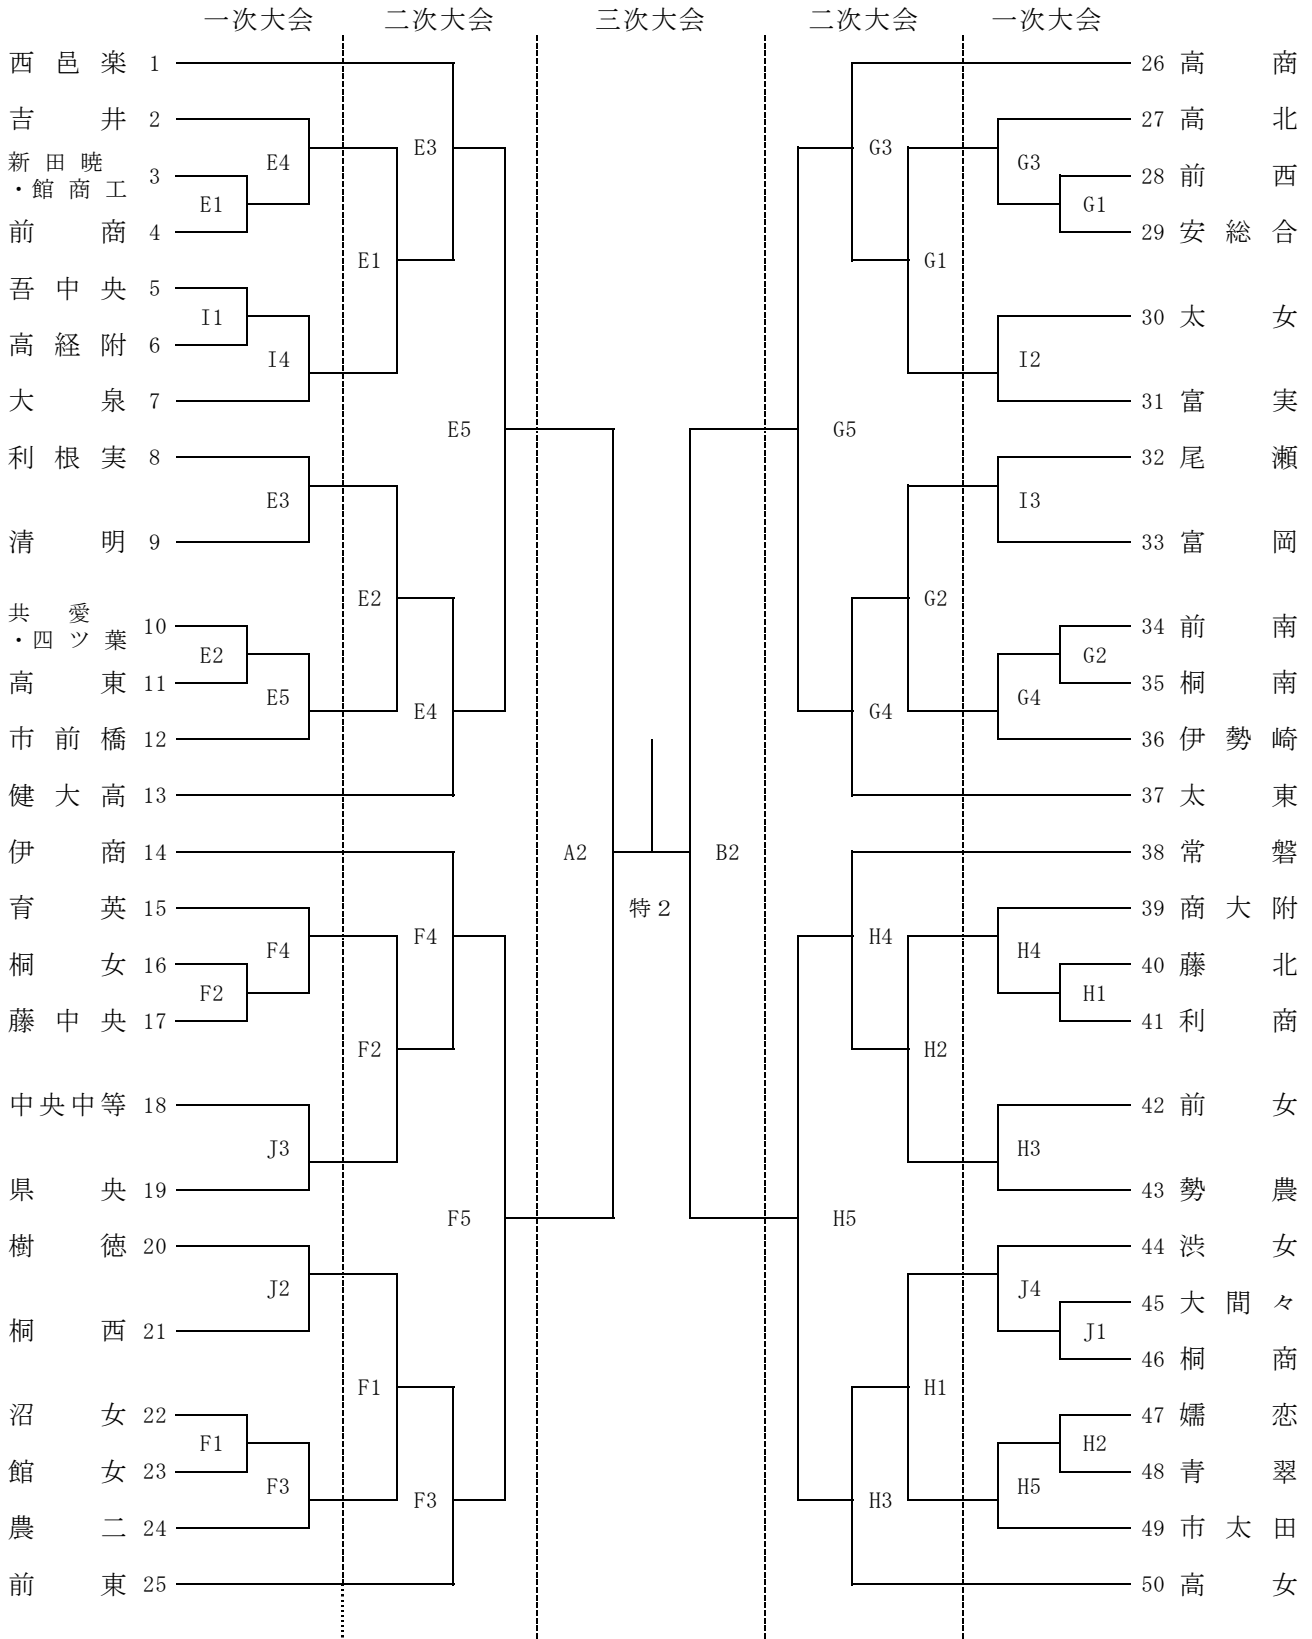 一次大会 二次大会 三次大会 二次大会 一次大会
西邑楽 1
吉井 2
新田暁
・館商工 3
前商 4
吾中央 5
高経附 6
大泉 7
利根実 8
清明 9
共愛
・四ツ葉 10
高東 11
市前橋 12
健大高 13
伊商 14
育英 15
桐女 16
藤中央 17
中央中等 18
県央 19
樹徳 20
桐西 21
沼女 22
館女 23
農二 24
前東 25
E4
E1
I1
I4
E3
E2
E5
F4
F2
J3
J2
F1
F3
E3
E1
E5
E2
E4
F4
F2
F5
F1
F3
A2
特2
B2
G3
G1
G5
G2
G4
H4
H2
H5
H1
H3
G3
G1
I2
I3
G2
G4
H4
H1
H3
J4
J1
H2
H5
26 高商
27 高北
28 前西
29 安総合
30 太女
31 富実
32 尾瀬
33 富岡
34 前南
35 桐南
36 伊勢崎
37 太東
38 常磐
39 商大附
40 藤北
41 利商
42 前女
43 勢農
44 渋女
45 大間々
46 桐商
47 嬬恋
48 青翠
49 市太田
50 高女